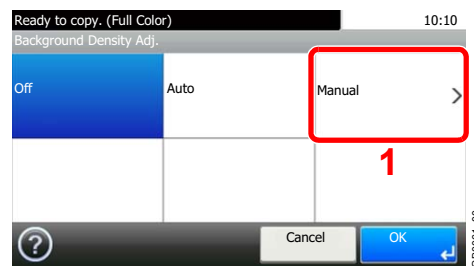 Ready to copy. (Full Color) 10:10
Background Density Adj.
Off Auto Manual >
1
? Cancel OK